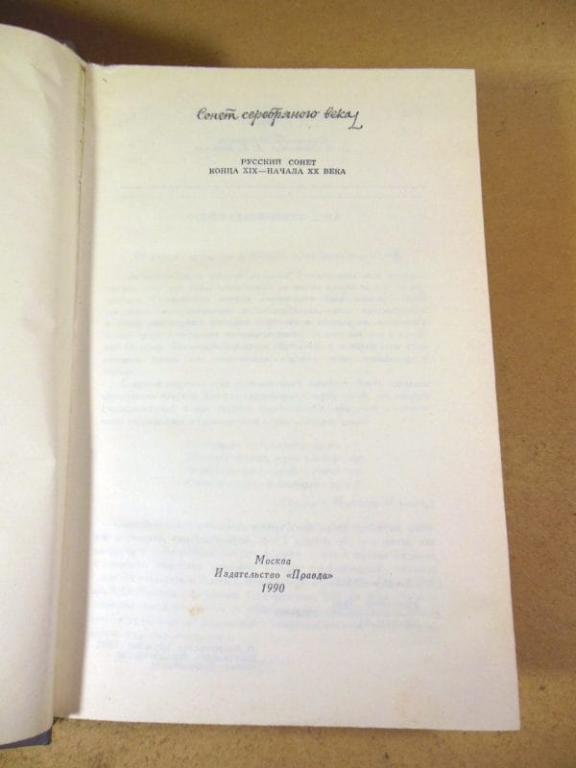 Сонет серебряного века
РУССКИЙ СОНЕТ
КОНЦА XIX—НАЧАЛА XX ВЕКА
Москва
Издательство «Правда»
1990